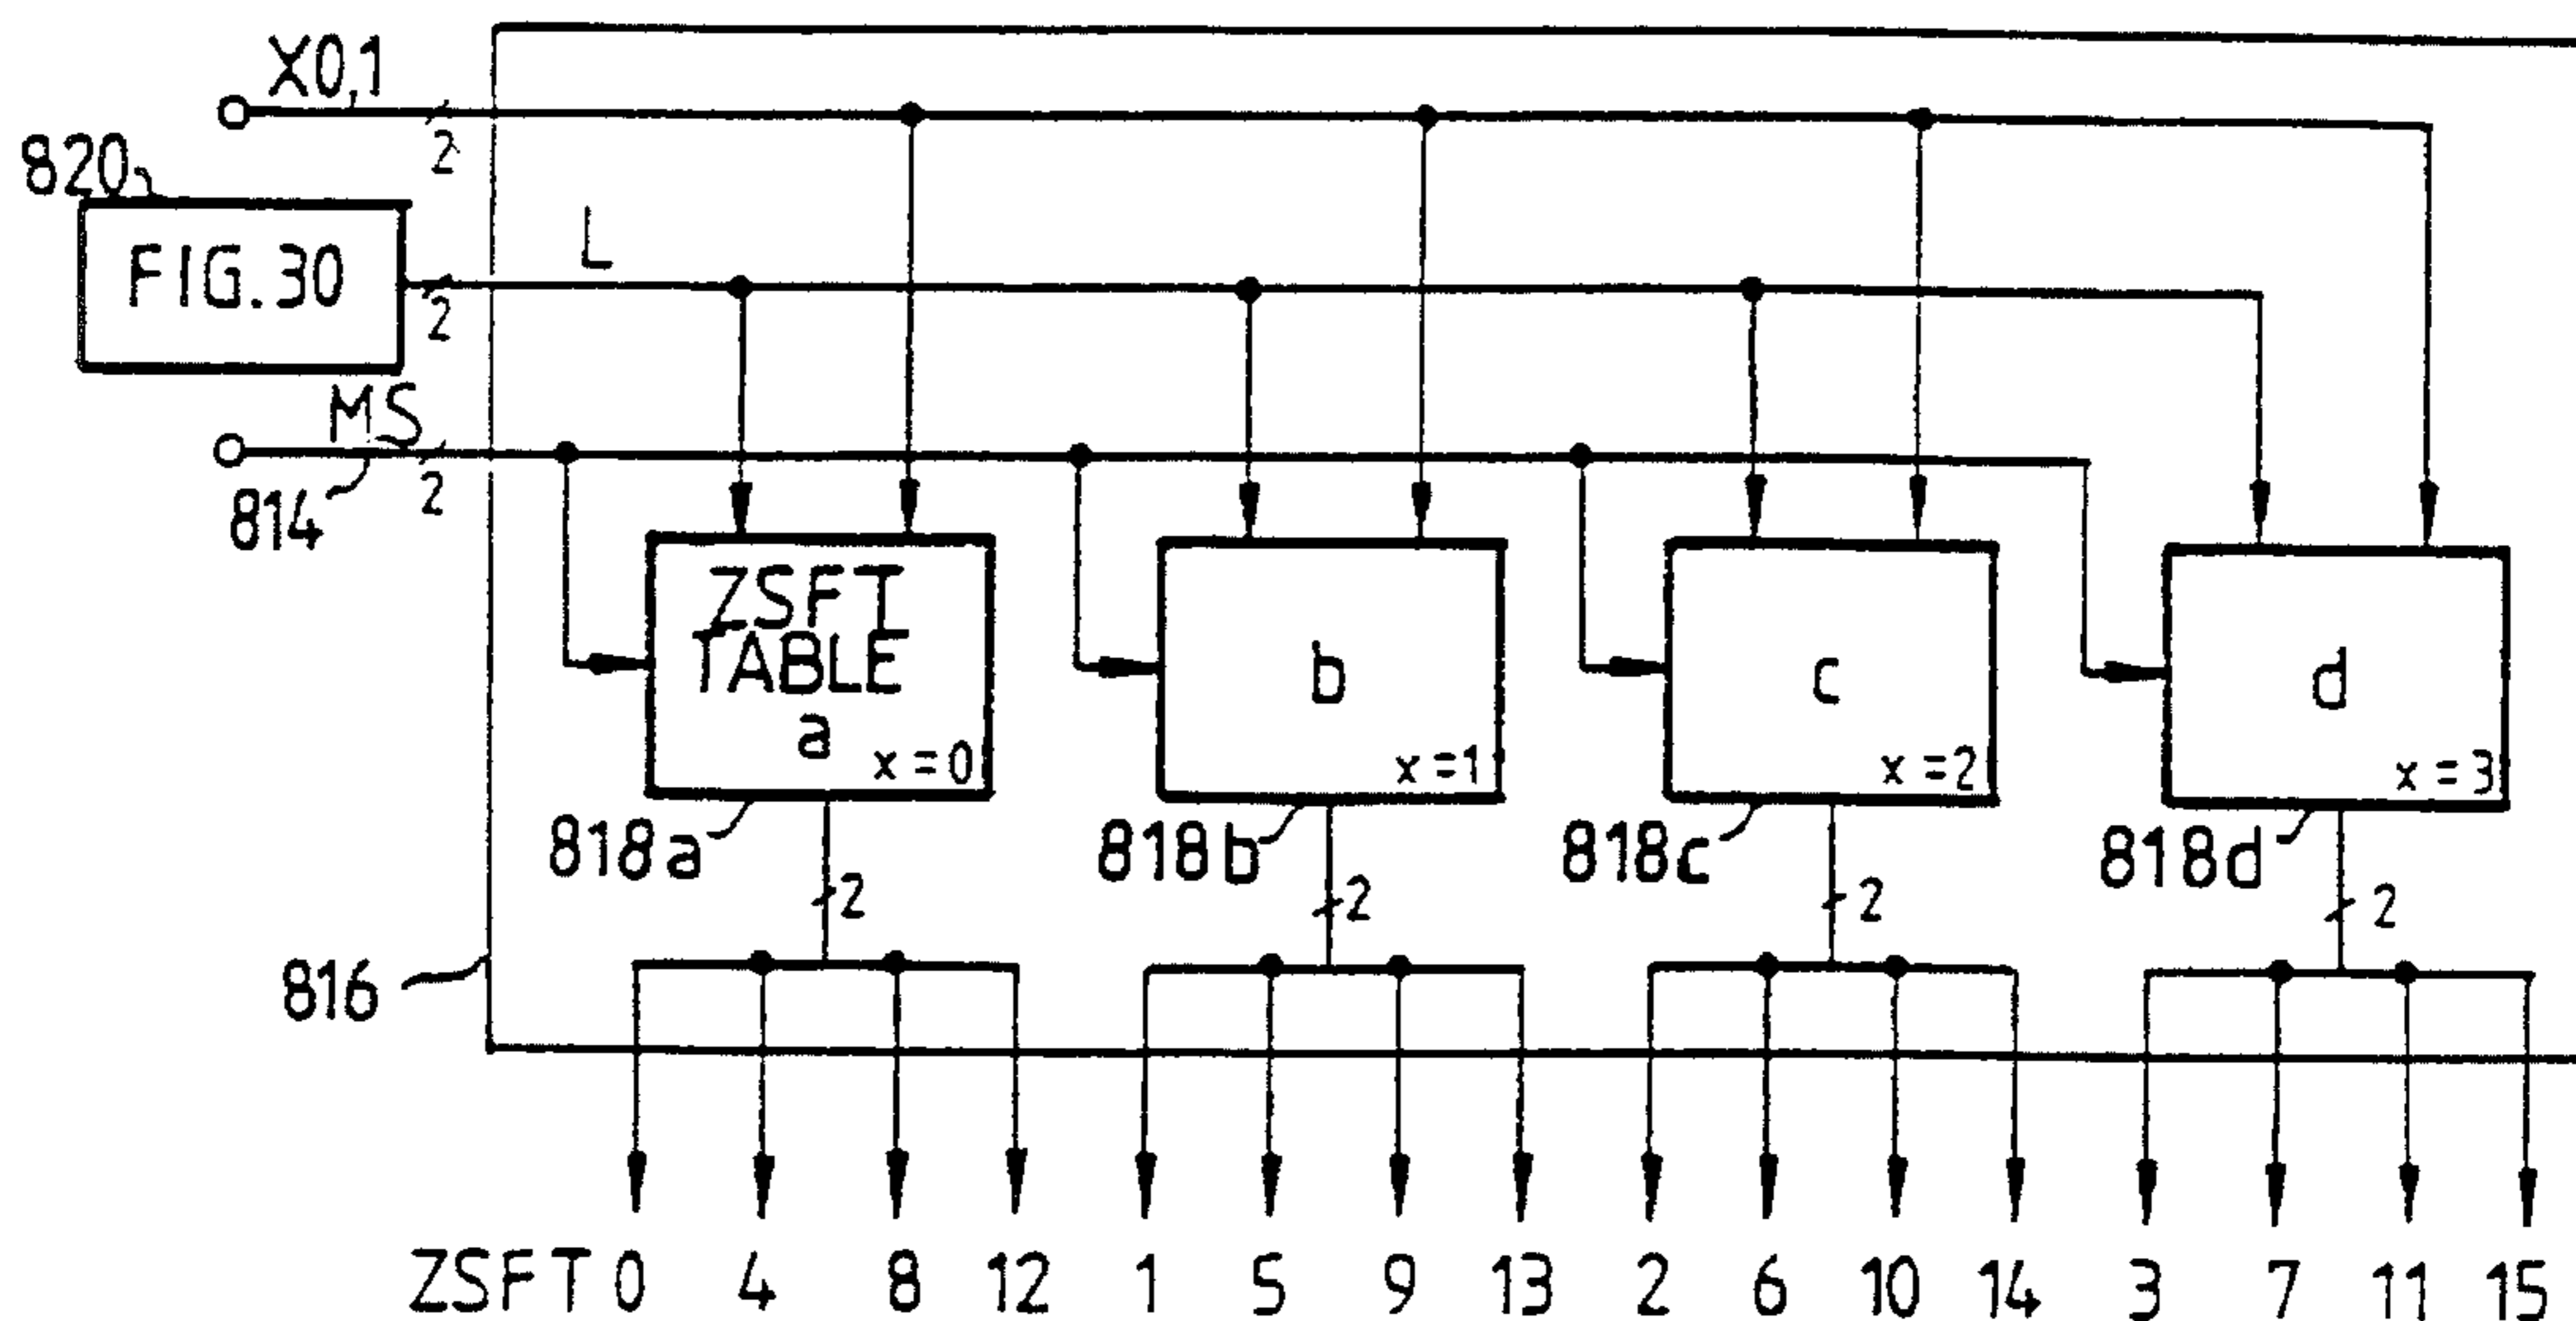 X0,1
2
820
FIG.30
L
2
MS
2
814
ZSFT
TABLE
a
x=0
b
x=1
c
x=2
d
x=3
818a
818b
818c
818d
2
2
2
2
816
ZSFT 0 4 8 12 1 5 9 13 2 6 10 14 3 7 11 15